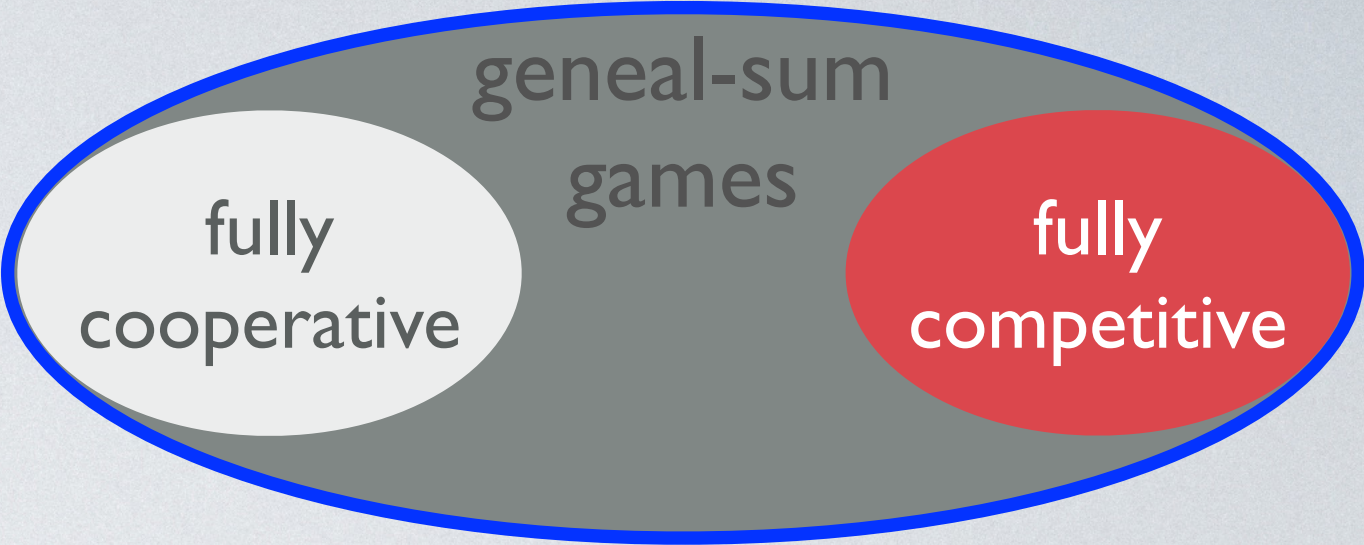 geneal-sum
games
fully
cooperative
fully
competitive